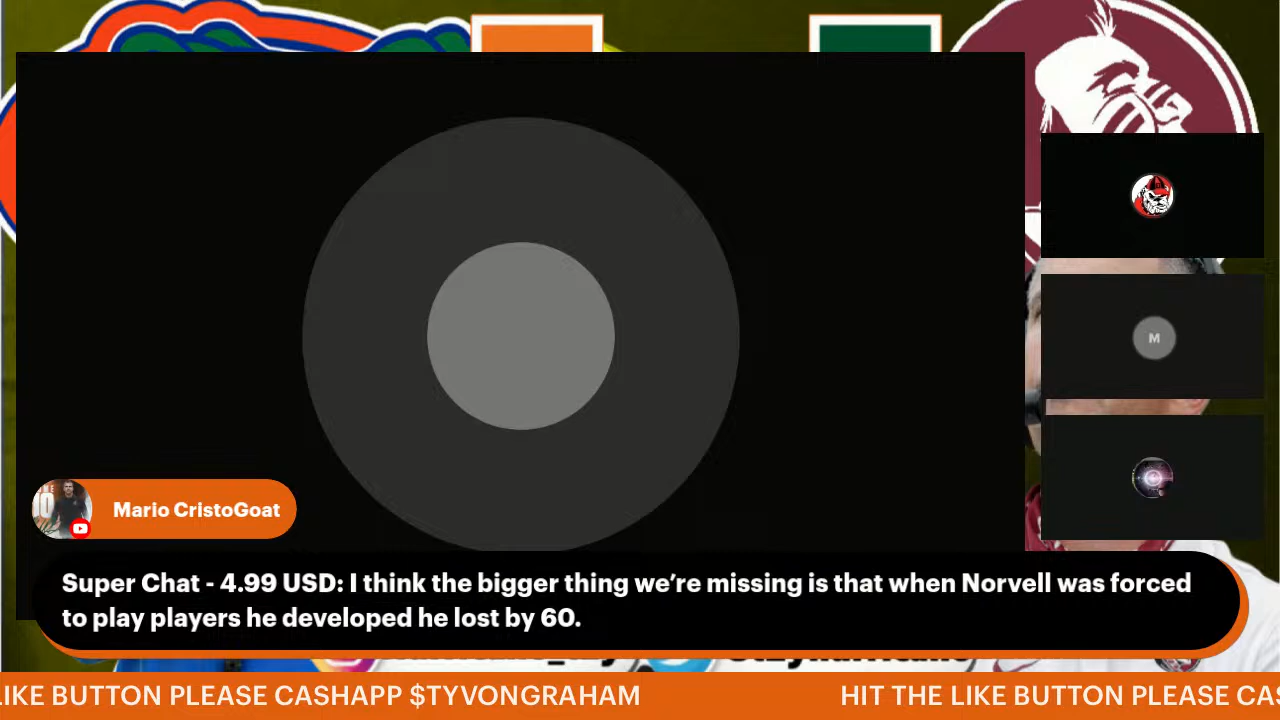 M
Mario CristoGoat
Super Chat - 4.99 USD: I think the bigger thing we're missing is that when Norvell was forced
to play players he developed he lost by 60.
LIKE BUTTON PLEASE CASHAPP $TYVONGRAHAM
HIT THE LIKE BUTTON PLEASE CAS